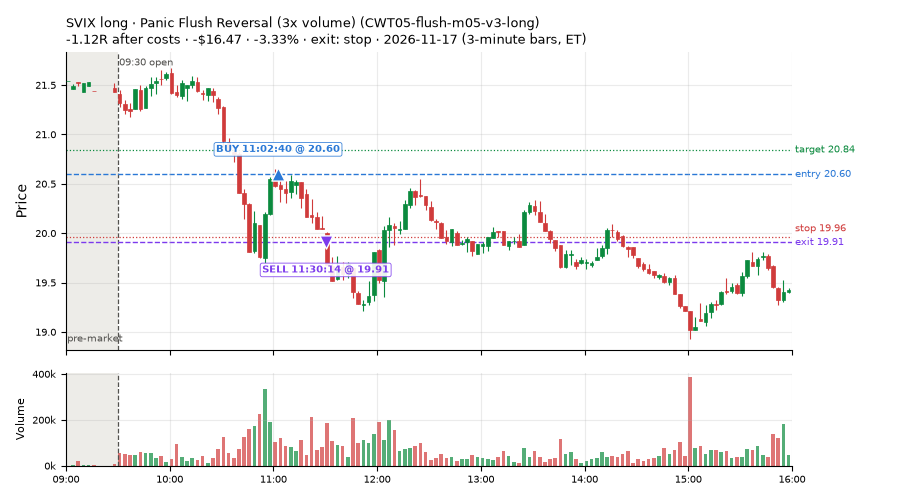 SVIX long · Panic Flush Reversal (3x volume) (CWT05-flush-m05-v3-long)
-1.12R after costs · -$16.47 · -3.33% · exit: stop · 2026-11-17 (3-minute bars, ET)
09:30 open
21.5
21.0
BUY 11:02:40 @ 20.60
target 20.84
20.5
entry 20.60
Price
20.0
stop 19.96
exit 19.91
SELL 11:30:14 @ 19.91
19.5
19.0
pre-market
400k
200k
0k
Volume
09:00
10:00
11:00
12:00
13:00
14:00
15:00
16:00